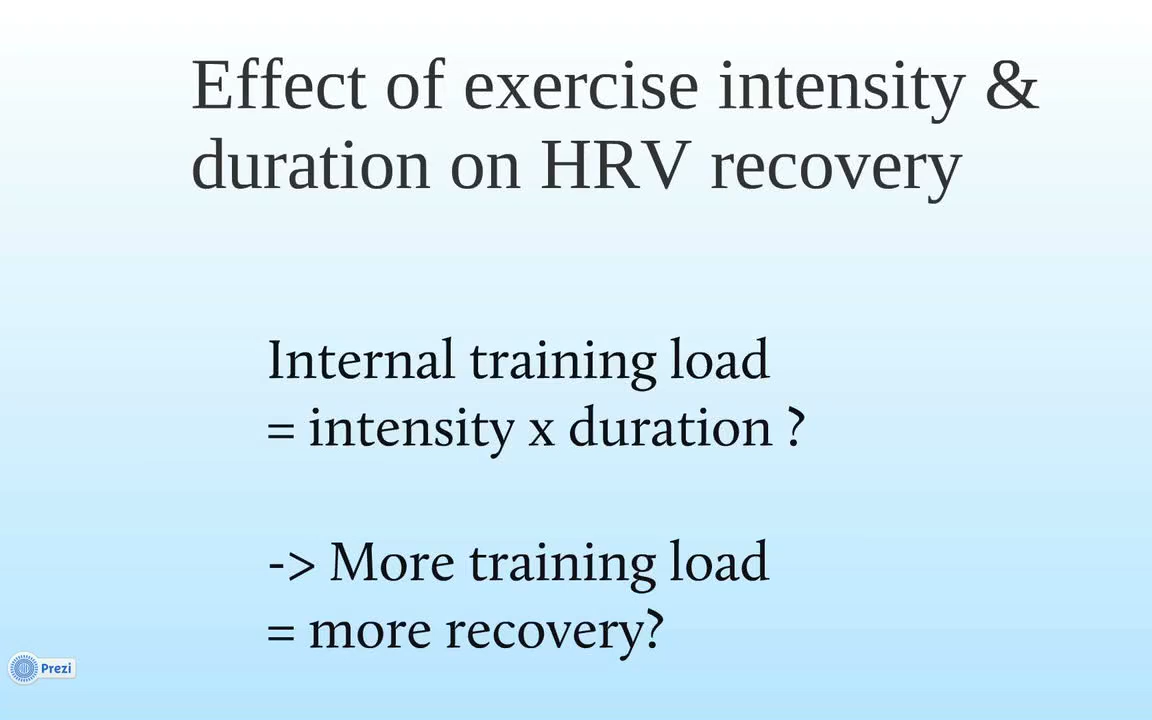 Effect of exercise intensity &
duration on HRV recovery
Internal training load
= intensity x duration ?
-> More training load
= more recovery?
Prezi